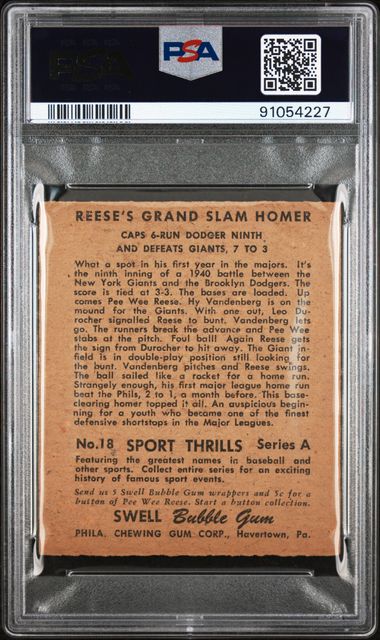 PSA
PSA
91054227
REESE'S GRAND SLAM HOMER
CAPS 6-RUN DODGER NINTH
AND DEFEATS GIANTS, 7 TO 3
What a spot in his first year in the majors. It's
the ninth inning of a 1940 battle between the
New York Giants and the Brooklyn Dodgers. The
score is tied at 3-3. The bases are loaded. Up
comes Pee Wee Reese. Hy Vandenberg is on the
mound for the Giants. With one out, Leo Du-
rocher signalled Reese to bunt. Vandenberg lets
go. The runners break the advance and Pee Wee
stabs at the pitch. Foul ball! Again Reese gets
the sign from Durocher to hit away. The Giant in-
field is in double-play position still looking for
the bunt. Vandenberg pitches and Reese swings.
The ball soiled like a rocket for a home run.
Strangely enough, his first major league home run
beat the Phils, 2 to 1, a month before. This base-
clearing homer topped it all. An auspicious begin-
ning for a youth who became one of the finest
defensive shortstops in the Major Leagues.
No.18 SPORT THRILLS Series A
Featuring the greatest names in baseball and
other sports. Collect entire series for an exciting
history of famous sport events.
Send us 5 Swell Bubble Gum wrappers and 5c for a
button of Pee Wee Reese. Start a button collection.
SWELL Bubble Gum
PHILA. CHEWING GUM CORP., Havertown, Pa.